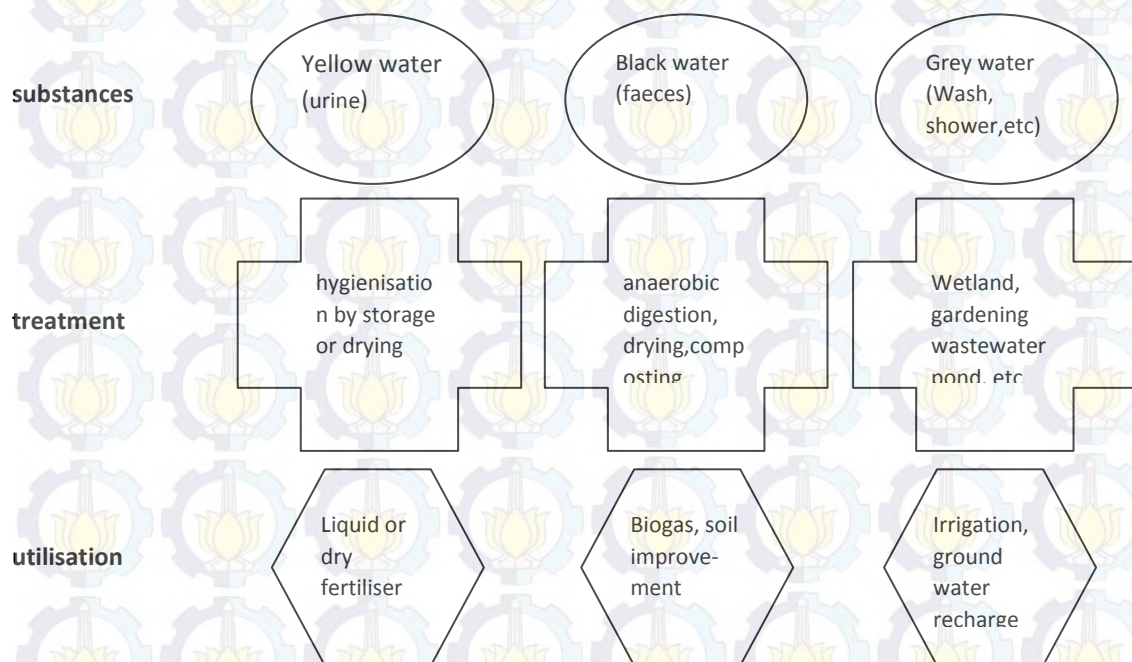 substances
Yellow water
(urine)
Black water
(faeces)
Grey water
(Wash,
shower,etc)
treatment
hygienisatio
n by storage
or drying
anaerobic
digestion,
drying,comp
osting
Wetland,
gardening
wastewater
pond, etc
utilisation
Liquid or
dry
fertiliser
Biogas, soil
improve-
ment
Irrigation,
ground
water
recharge